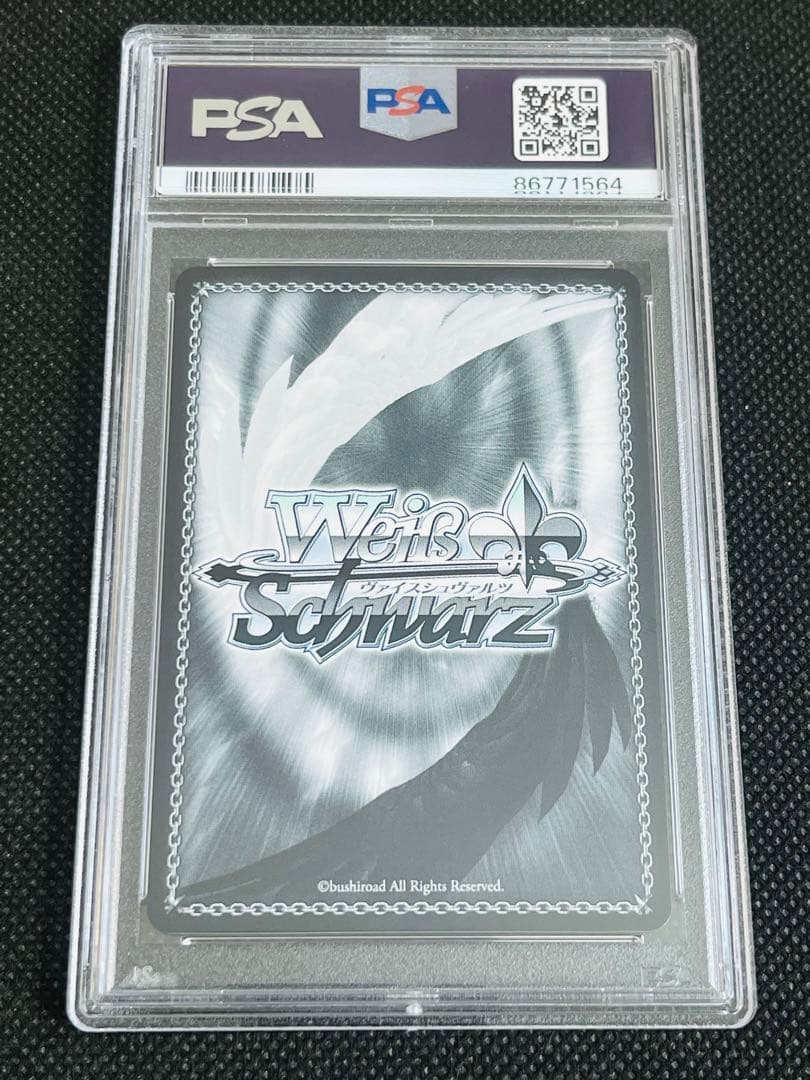 PSA
PSA
86771564
Weiß
ヴァイスシュヴァルツ
Schwarz
©bushiroad All Rights Reserved.